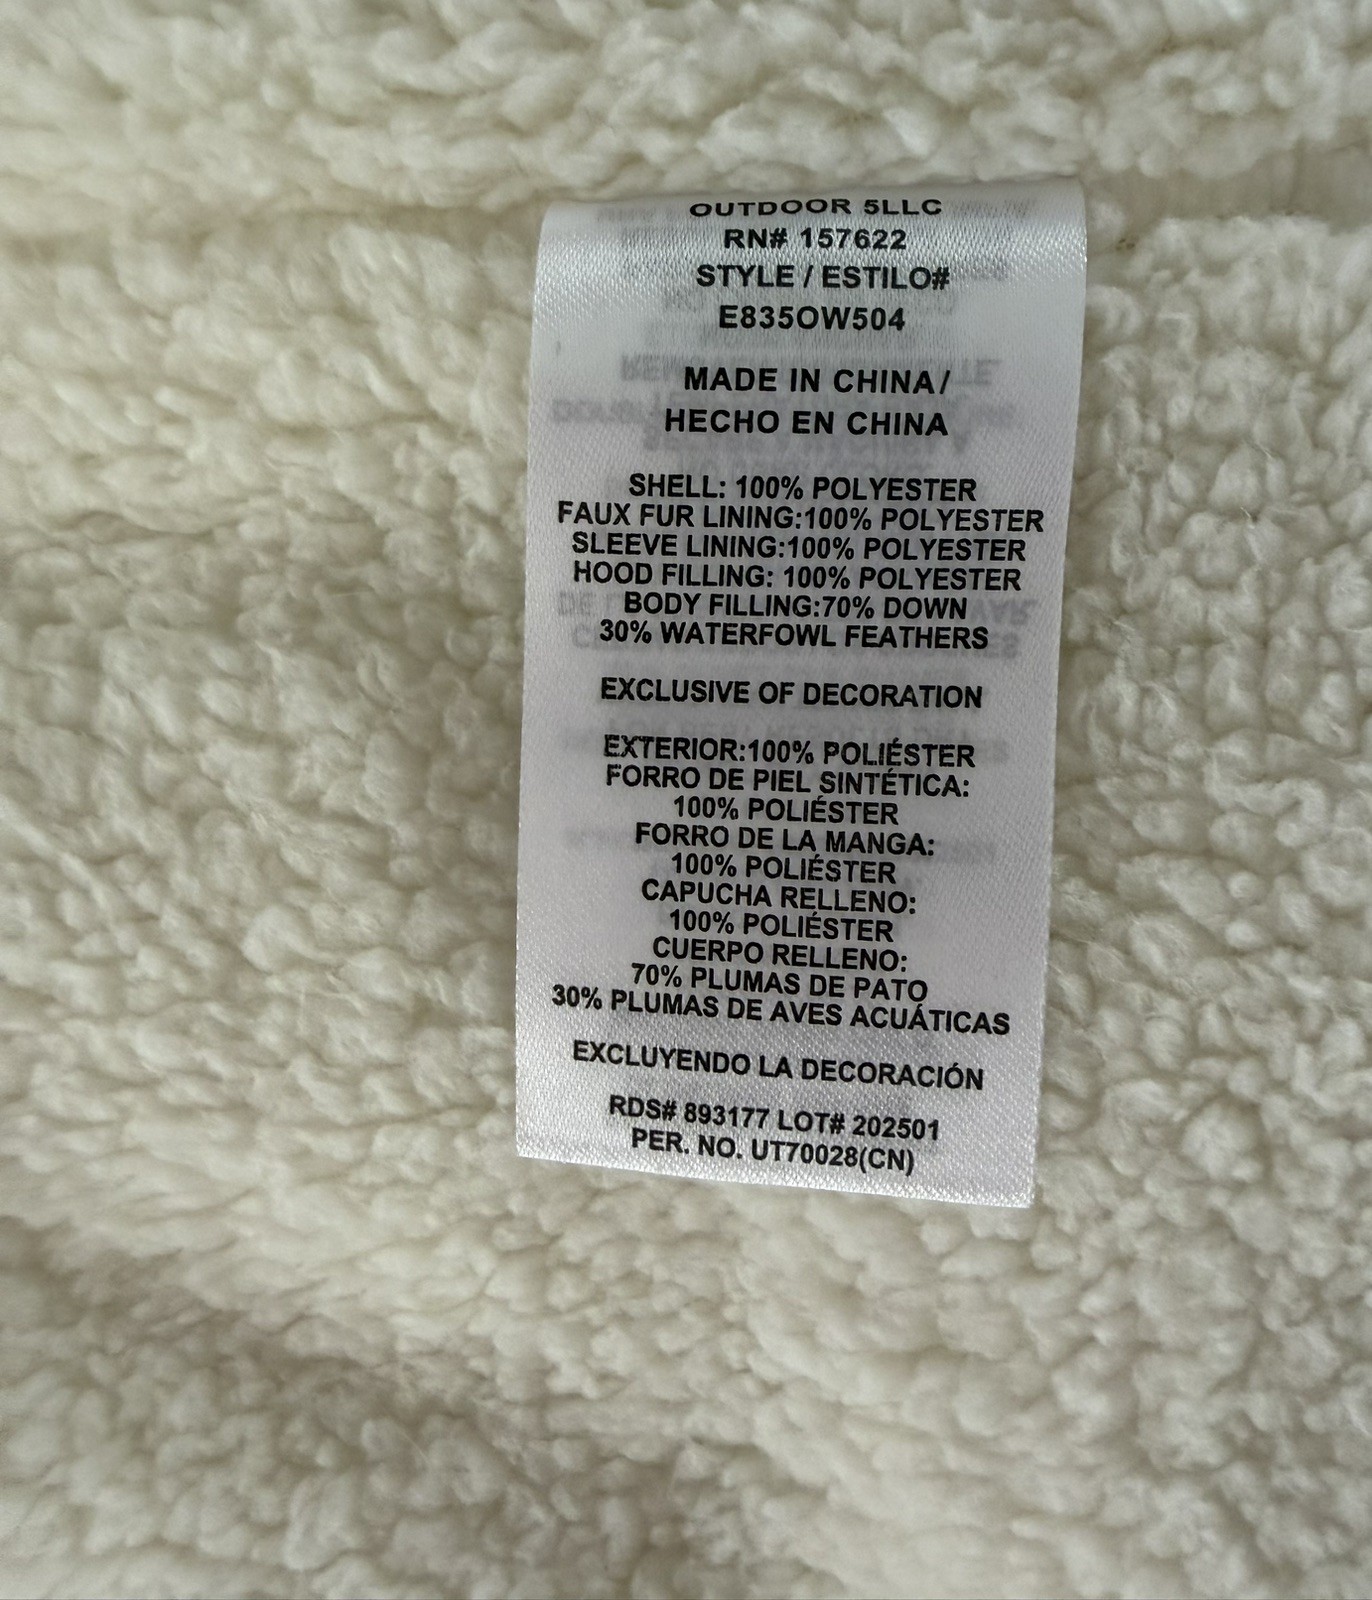 OUTDOOR 5LLC
RN# 157622
STYLE / ESTILO#
E835OW504
MADE IN CHINA/
HECHO EN CHINA
SHELL: 100% POLYESTER
FAUX FUR LINING:100% POLYESTER
SLEEVE LINING:100% POLYESTER
HOOD FILLING: 100% POLYESTER
BODY FILLING:70% DOWN
30% WATERFOWL FEATHERS
EXCLUSIVE OF DECORATION
EXTERIOR:100% POLIÉSTER
FORRO DE PIEL SINTÉTICA:
100% POLIÉSTER
FORRO DE LA MANGA:
100% POLIÉSTER
CAPUCHA RELLENO:
100% POLIÉSTER
CUERPO RELLENO:
70% PLUMAS DE PATO
30% PLUMAS DE AVES ACUÁTICAS
EXCLUYENDO LA DECORACIÓN
RDS# 893177 LOT# 202501
PER. NO. UT70028(CN)